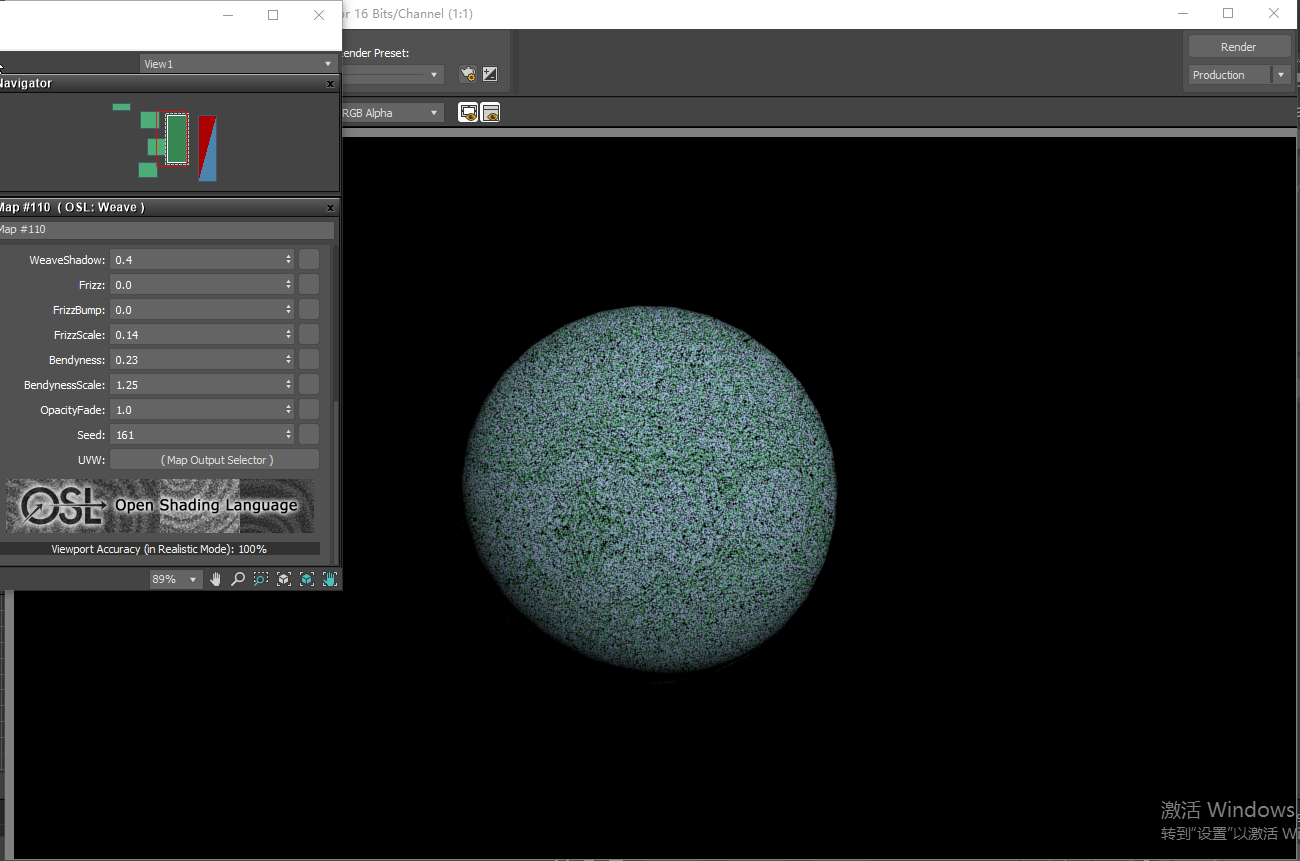 or 16 Bits/Channel (1:1)
ender Preset:
View1
Render
Production
Navigator
RGB Alpha
Map #110 ( OSL: Weave )
Map #110
WeaveShadow: 0.4
Frizz: 0.0
FrizzBump: 0.0
FrizzScale: 0.14
Bendyness: 0.23
BendynessScale: 1.25
OpacityFade: 1.0
Seed: 161
UVW: ( Map Output Selector )
OSL Open Shading Language
Viewport Accuracy (in Realistic Mode): 100%
89%
激活 Windows
转到"设置"以激活 Wi